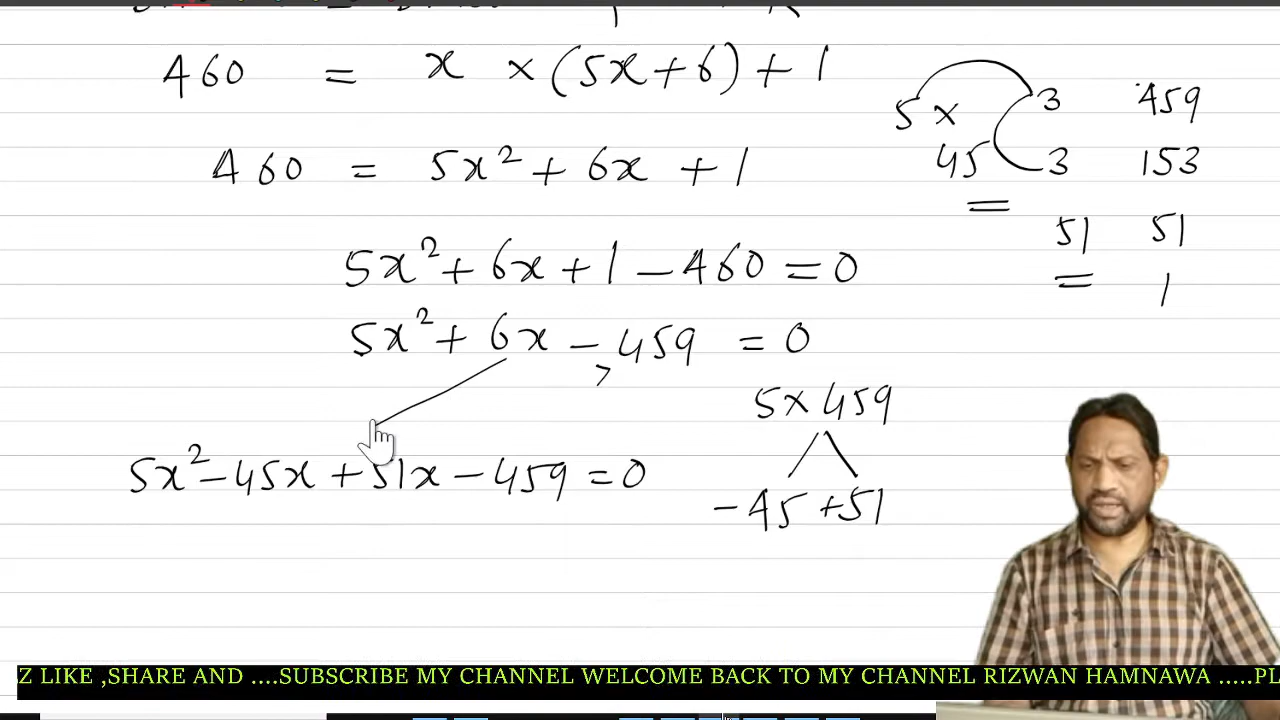 460 = x × (5x+6) + 1
460 = 5x² + 6x + 1
5x² + 6x + 1 - 460 = 0
5x² + 6x - 459 = 0
5x² - 45x + 51x - 459 = 0
5 × 459
-45 +51
5 × 3 459
45 3 153
51 51
1
Z LIKE ,SHARE AND ....SUBSCRIBE MY CHANNEL WELCOME BACK TO MY CHANNEL RIZWAN HAMNAWA .....PL